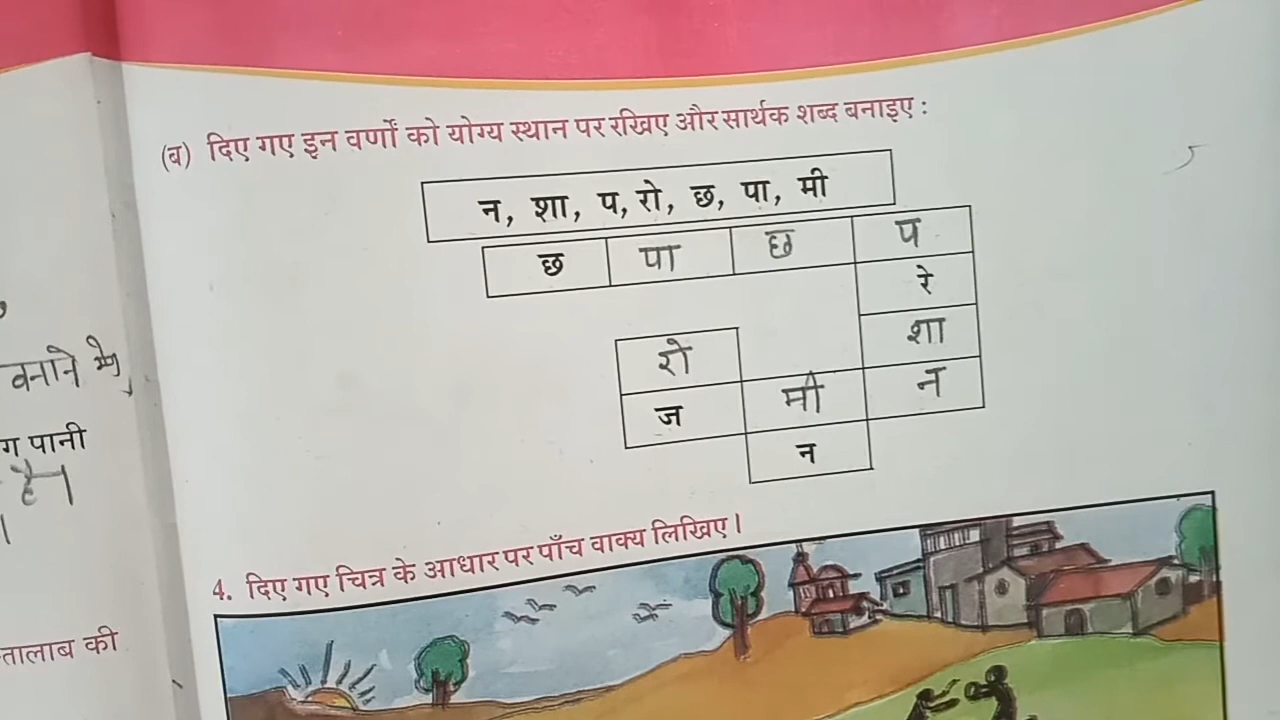 (ब) दिए गए इन वर्णों को योग्य स्थान पर रखिए और सार्थक शब्द बनाइए :
न, शा, प, रो, छ, पा, मी
छ पा छ प
रे
रो शा
ज मी न
न
बनाने
ग पानी
है।
4. दिए गए चित्र के आधार पर पाँच वाक्य लिखिए।
तालाब की